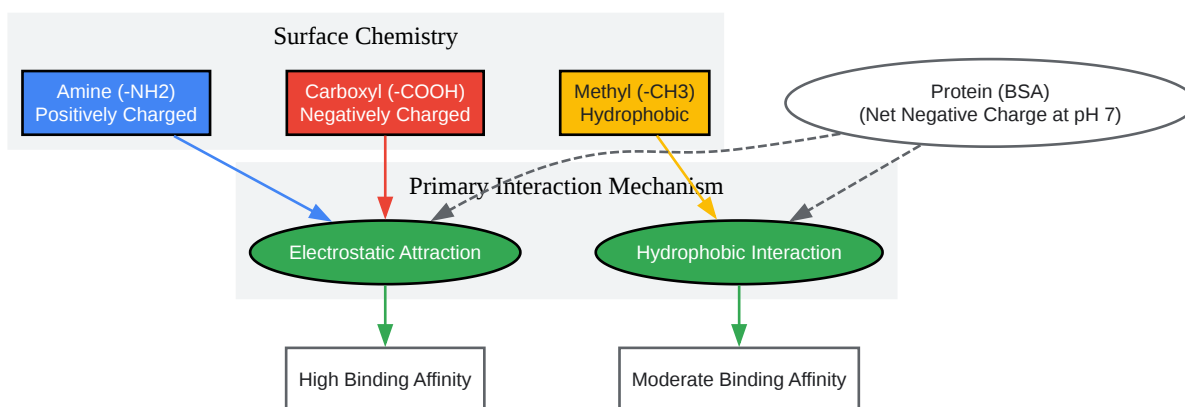 Surface Chemistry
Amine (-NH2)
Positively Charged
Carboxyl (-COOH)
Negatively Charged
Methyl (-CH3)
Hydrophobic
Protein (BSA)
(Net Negative Charge at pH 7)
Primary Interaction Mechanism
Electrostatic Attraction
Hydrophobic Interaction
High Binding Affinity
Moderate Binding Affinity